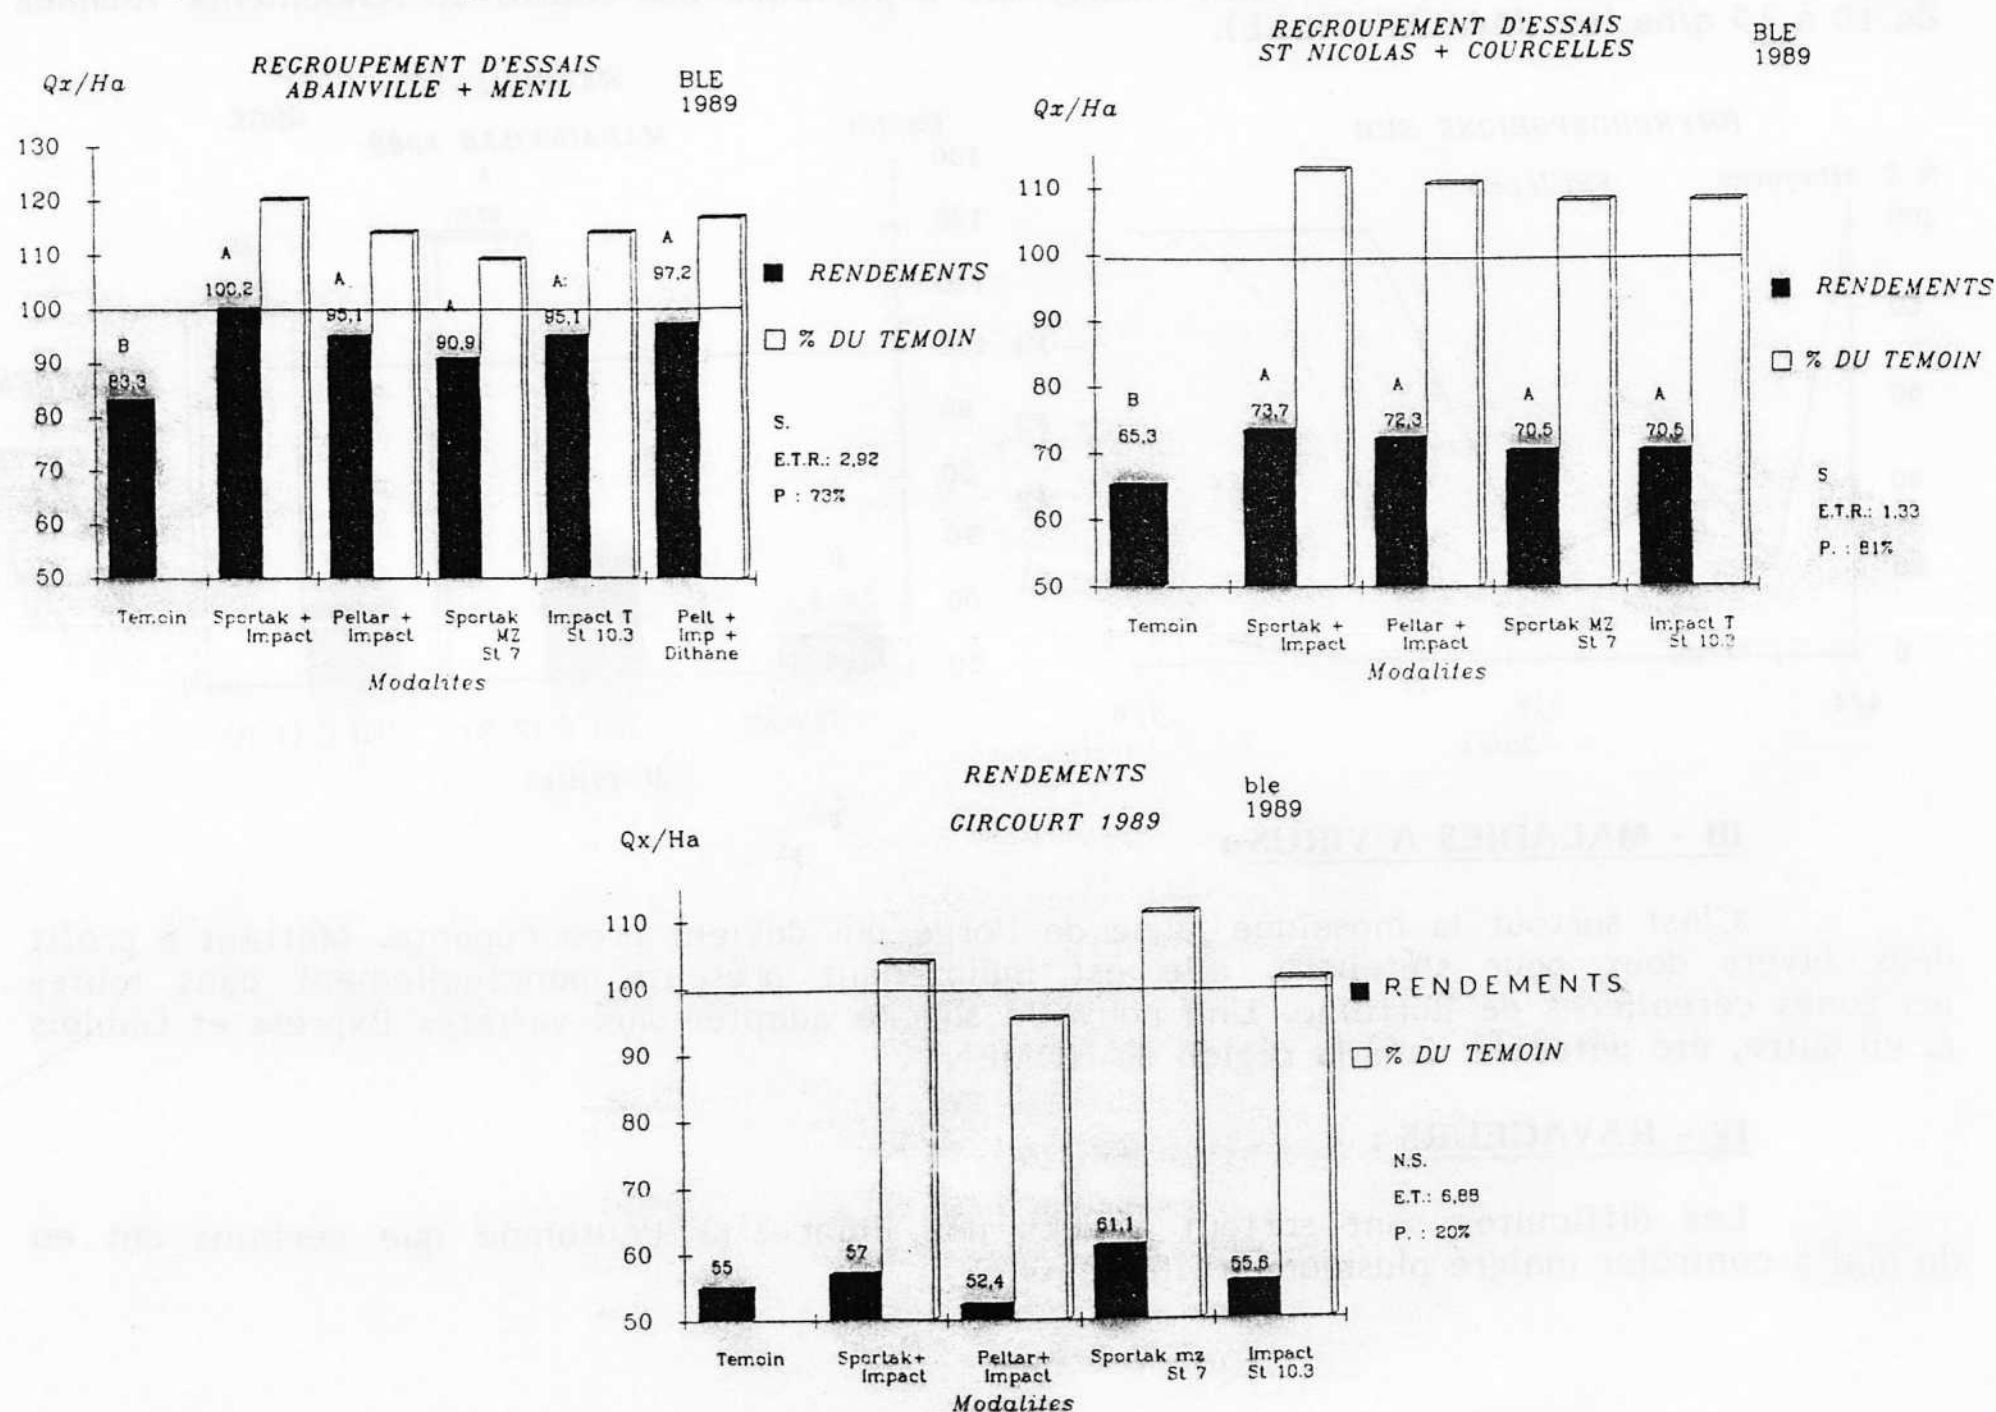 REGROUPEMENT D'ESSAIS
ABAINVILLE + MENIL
BLE
1989
Qx/Ha
130
120
110
100
90
80
70
60
50
B
83,3
A
100,2
A
95,1
A
90,9
A
95,1
A
97,2
RENDEMENTS
% DU TEMOIN
S.
E.T.R.: 2,92
P : 73%
Temoin
Sportak +
Impact
Peltar +
Impact
Sportak
MZ
St 7
Impact T
St 10.3
Pelt +
Imp +
Dithane
Modalites
REGROUPEMENT D'ESSAIS
ST NICOLAS + COURCELLES
BLE
1989
Qx/Ha
110
100
90
80
70
60
50
B
65,3
A
73,7
A
72,3
A
70,5
A
70,5
RENDEMENTS
% DU TEMOIN
S
E.T.R.: 1,33
P. : 81%
Temoin
Sportak +
Impact
Peltar +
Impact
Sportak MZ
St 7
Impact T
St 10.3
Modalites
RENDEMENTS
GIRCOURT 1989
ble
1989
Qx/Ha
110
100
90
80
70
60
50
55
57
52,4
61,1
RENDEMENTS
% DU TEMOIN
N.S.
E.T.: 6,88
P. : 20%
Temoin
Sportak+
Impact
Peltar+
Impact
Sportak mz
St 7
Impact
St 10.3
Modalites